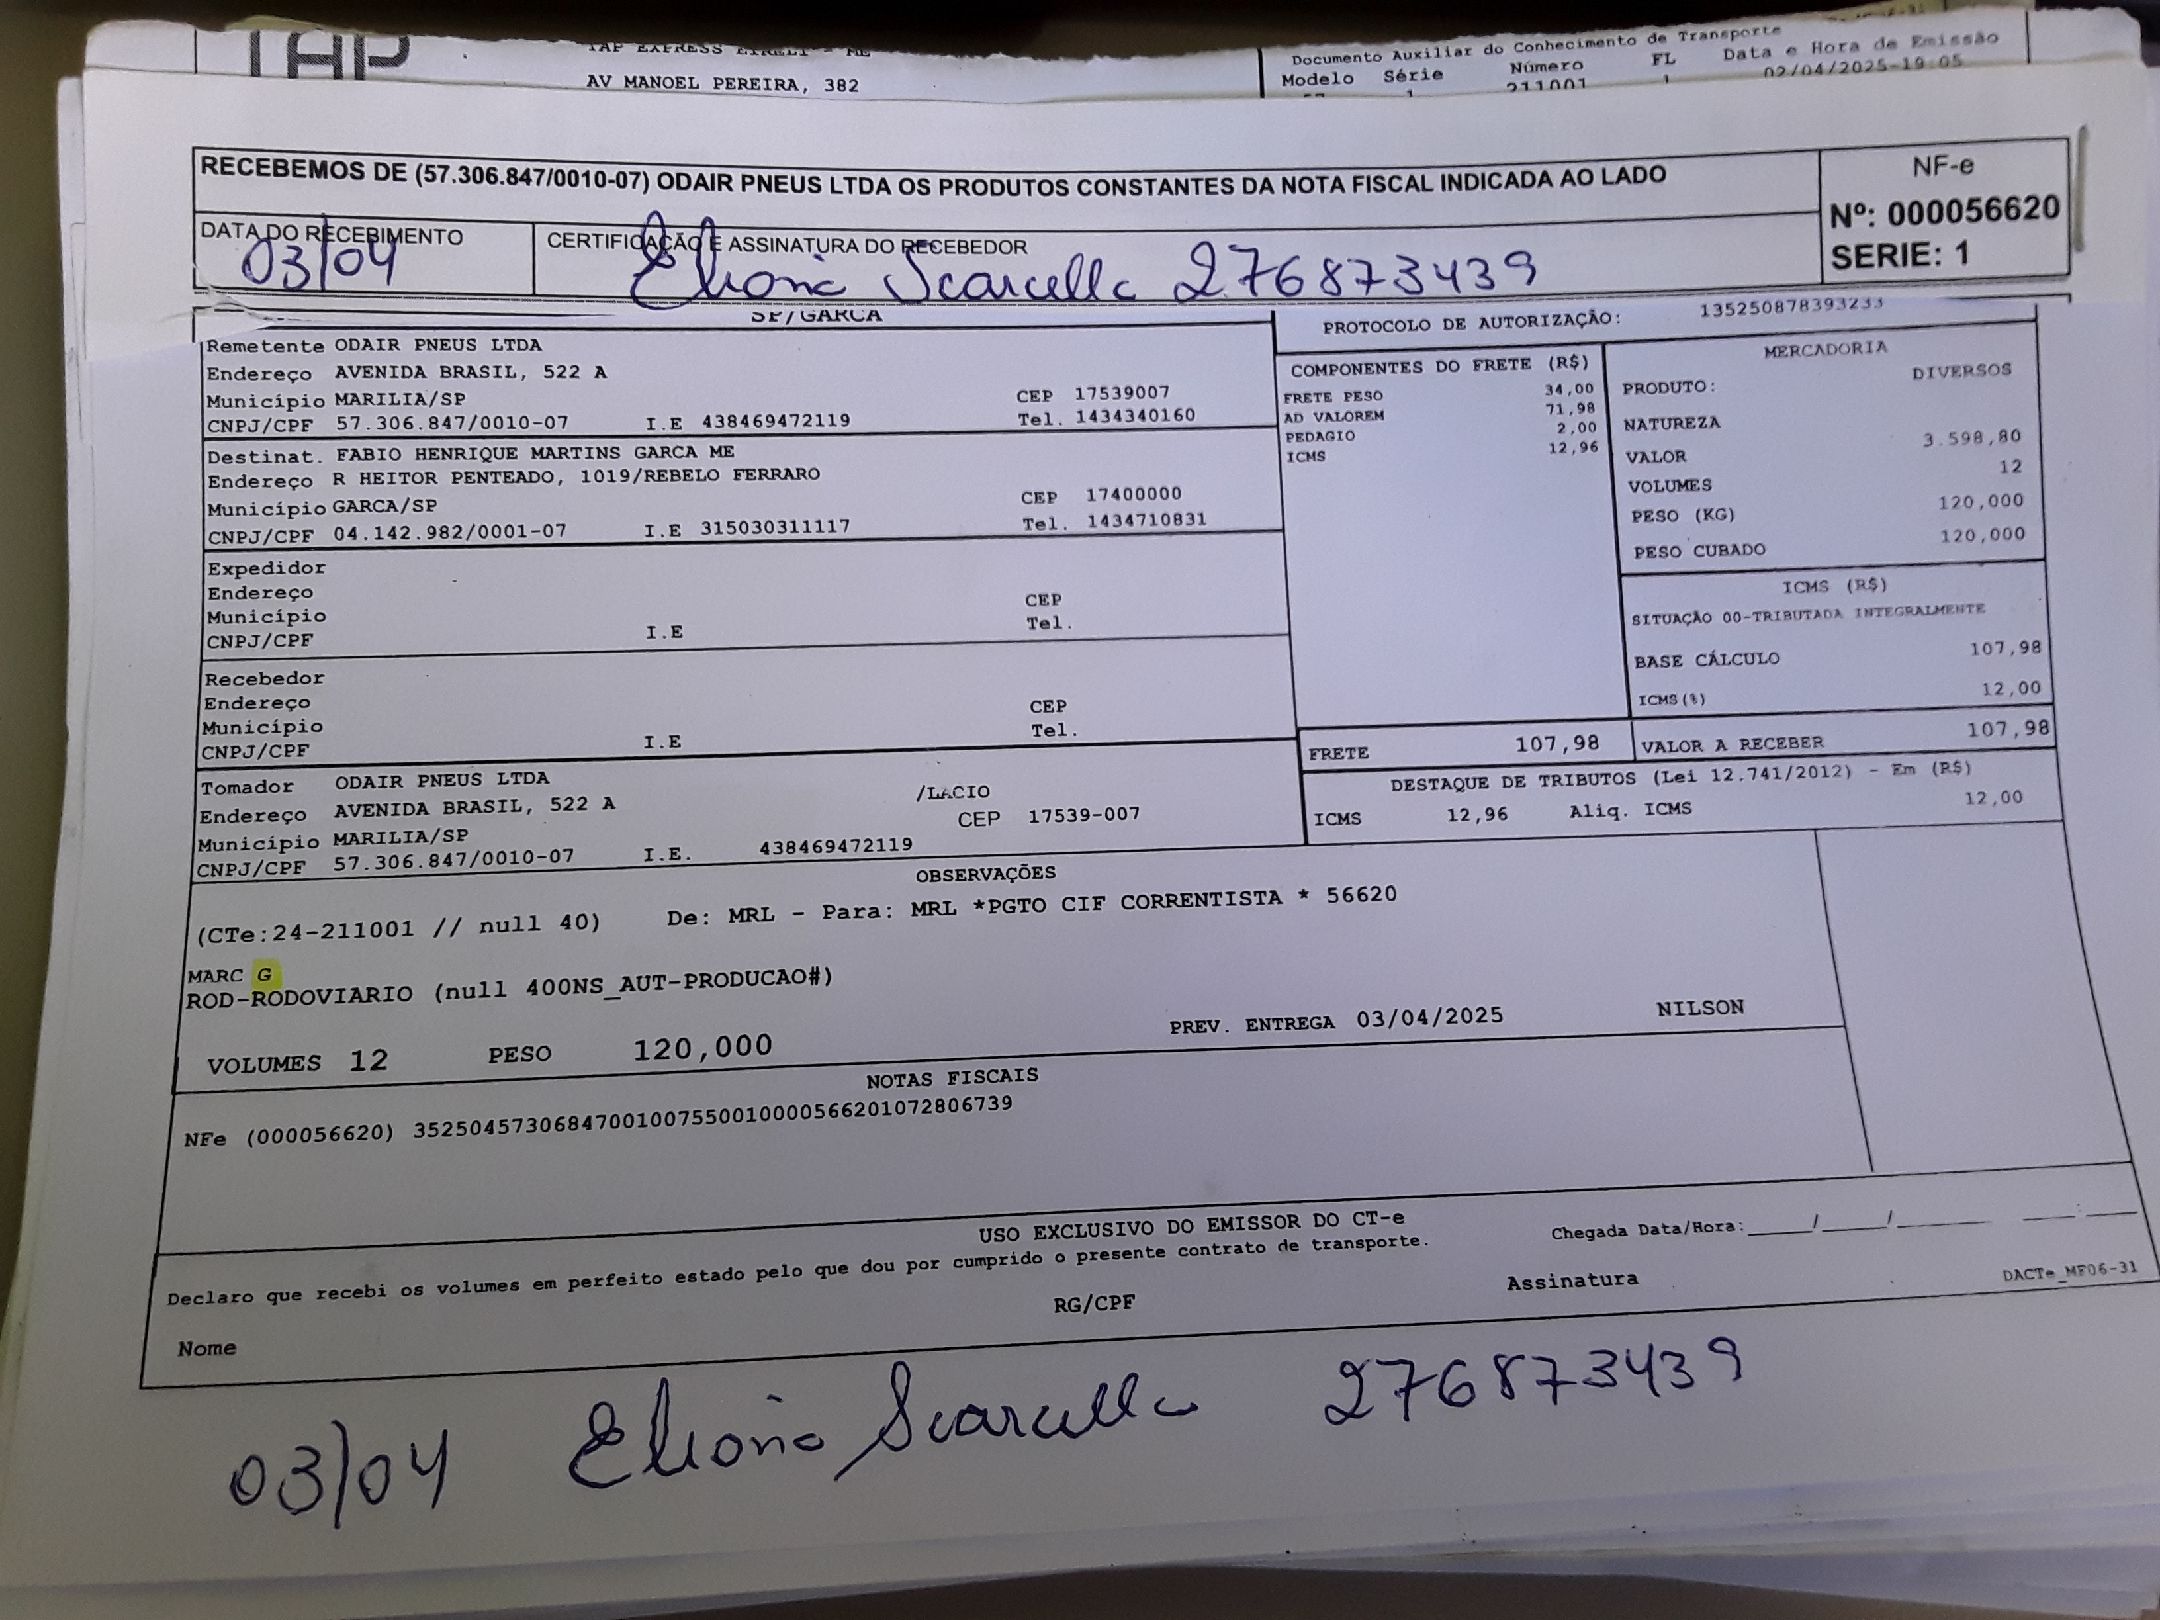 TAP
TAP EXPRESS EIRELI - ME
AV MANOEL PEREIRA, 382
Documento Auxiliar do Conhecimento de Transporte
Modelo Série Número FL Data e Hora de Emissão
1 211001 1 02/04/2025-19:05
RECEBEMOS DE (57.306.847/0010-07) ODAIR PNEUS LTDA OS PRODUTOS CONSTANTES DA NOTA FISCAL INDICADA AO LADO
NF-e
Nº: 000056620
SERIE: 1
DATA DO RECEBIMENTO
03/04
CERTIFICAÇÃO E ASSINATURA DO RECEBEDOR
Scarcella 276873439
SP/GARCA
PROTOCOLO DE AUTORIZAÇÃO: 135250878393233
Remetente ODAIR PNEUS LTDA
Endereço AVENIDA BRASIL, 522 A
Município MARILIA/SP CEP 17539007
CNPJ/CPF 57.306.847/0010-07 I.E 438469472119 Tel. 1434340160
Destinat. FABIO HENRIQUE MARTINS GARCA ME
Endereço R HEITOR PENTEADO, 1019/REBELO FERRARO
Município GARCA/SP CEP 17400000
CNPJ/CPF 04.142.982/0001-07 I.E 315030311117 Tel. 1434710831
Expedidor
Endereço
Município CEP
CNPJ/CPF I.E Tel.
Recebedor
Endereço
Município CEP
CNPJ/CPF I.E Tel.
Tomador ODAIR PNEUS LTDA
Endereço AVENIDA BRASIL, 522 A /LACIO
Município MARILIA/SP CEP 17539-007
CNPJ/CPF 57.306.847/0010-07 I.E. 438469472119
COMPONENTES DO FRETE (R$)
FRETE PESO 34,00
AD VALOREM 71,98
PEDAGIO 2,00
ICMS 12,96
MERCADORIA
PRODUTO: DIVERSOS
NATUREZA
VALOR 3.598,80
VOLUMES 12
PESO (KG) 120,000
PESO CUBADO 120,000
ICMS (R$)
SITUAÇÃO 00-TRIBUTADA INTEGRALMENTE
BASE CÁLCULO 107,98
ICMS(%) 12,00
FRETE 107,98 VALOR A RECEBER 107,98
DESTAQUE DE TRIBUTOS (Lei 12.741/2012) - Em (R$)
ICMS 12,96 Aliq. ICMS 12,00
OBSERVAÇÕES
(CTe:24-211001 // null 40) De: MRL - Para: MRL *PGTO CIF CORRENTISTA * 56620
MARC G
ROD-RODOVIARIO (null 400NS_AUT-PRODUCAO#)
VOLUMES 12 PESO 120,000 PREV. ENTREGA 03/04/2025 NILSON
NOTAS FISCAIS
NFe (000056620) 35250457306847001007550010000566201072806739
USO EXCLUSIVO DO EMISSOR DO CT-e
Declaro que recebi os volumes em perfeito estado pelo que dou por cumprido o presente contrato de transporte.
Chegada Data/Hora:_____/_____/_______ ____:____
Nome RG/CPF Assinatura DACTe_MF06-31
03/04 Scarcella 276873439